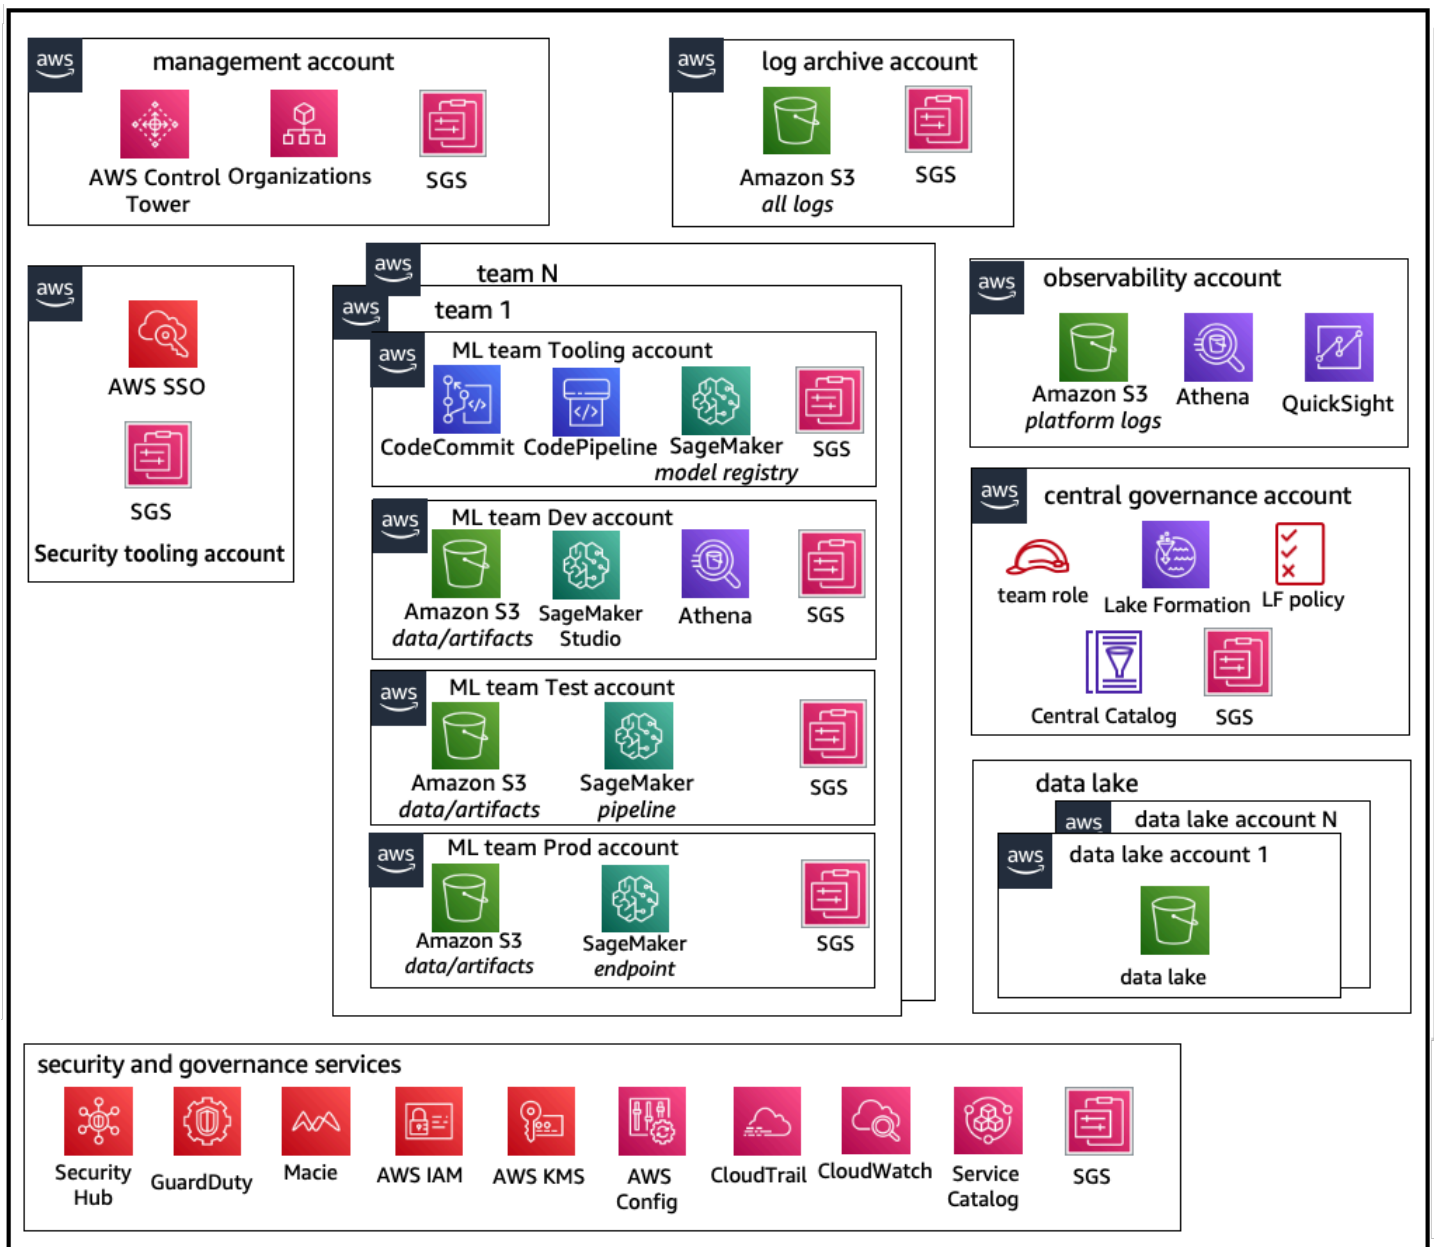 aws
management account
AWS Control
Tower
Organizations
SGS
aws
log archive account
Amazon S3
all logs
SGS
aws
AWS SSO
SGS
Security tooling account
aws
team N
aws
team 1
aws
ML team Tooling account
CodeCommit
CodePipeline
SageMaker
model registry
SGS
aws
ML team Dev account
Amazon S3
data/artifacts
SageMaker
Studio
Athena
SGS
aws
ML team Test account
Amazon S3
data/artifacts
SageMaker
pipeline
SGS
aws
ML team Prod account
Amazon S3
data/artifacts
SageMaker
endpoint
SGS
aws
observability account
Amazon S3
platform logs
Athena
QuickSight
aws
central governance account
team role
Lake Formation
LF policy
Central Catalog
SGS
data lake
aws
data lake account N
aws
data lake account 1
data lake
security and governance services
Security
Hub
GuardDuty
Macie
AWS IAM
AWS KMS
AWS
Config
CloudTrail
CloudWatch
Service
Catalog
SGS